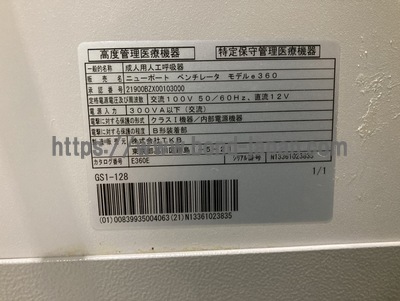 高度管理医療機器 特定保守管理医療機器
一般的名称 成人用人工呼吸器
販売名 ニューポート ベンチレータ モデルe360
承認番号 21900BZX00103000
定格電源電圧及び周波数 交流100V 50/60Hz、直流12V
電源入力 300VA以下(交流)
電撃に対する保護の形式 クラスⅠ機器/内部電源機器
電撃に対する保護の程度 B形装着部
株式会社TKB
東京都
カタログ番号 E360E シリアル番号 N13361023835
GS1-128 1/1
(01)00839935004063(21)N13361023835